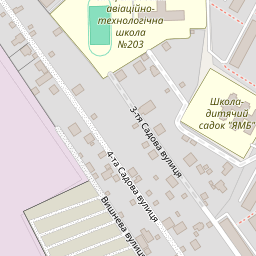 авіаційно-
технологічна
школа
№203
Школа-
дитячий
садок "ЯМБ"
3-тя Садова вулиця
4-та Садова вулиця
Вишнева вулиця